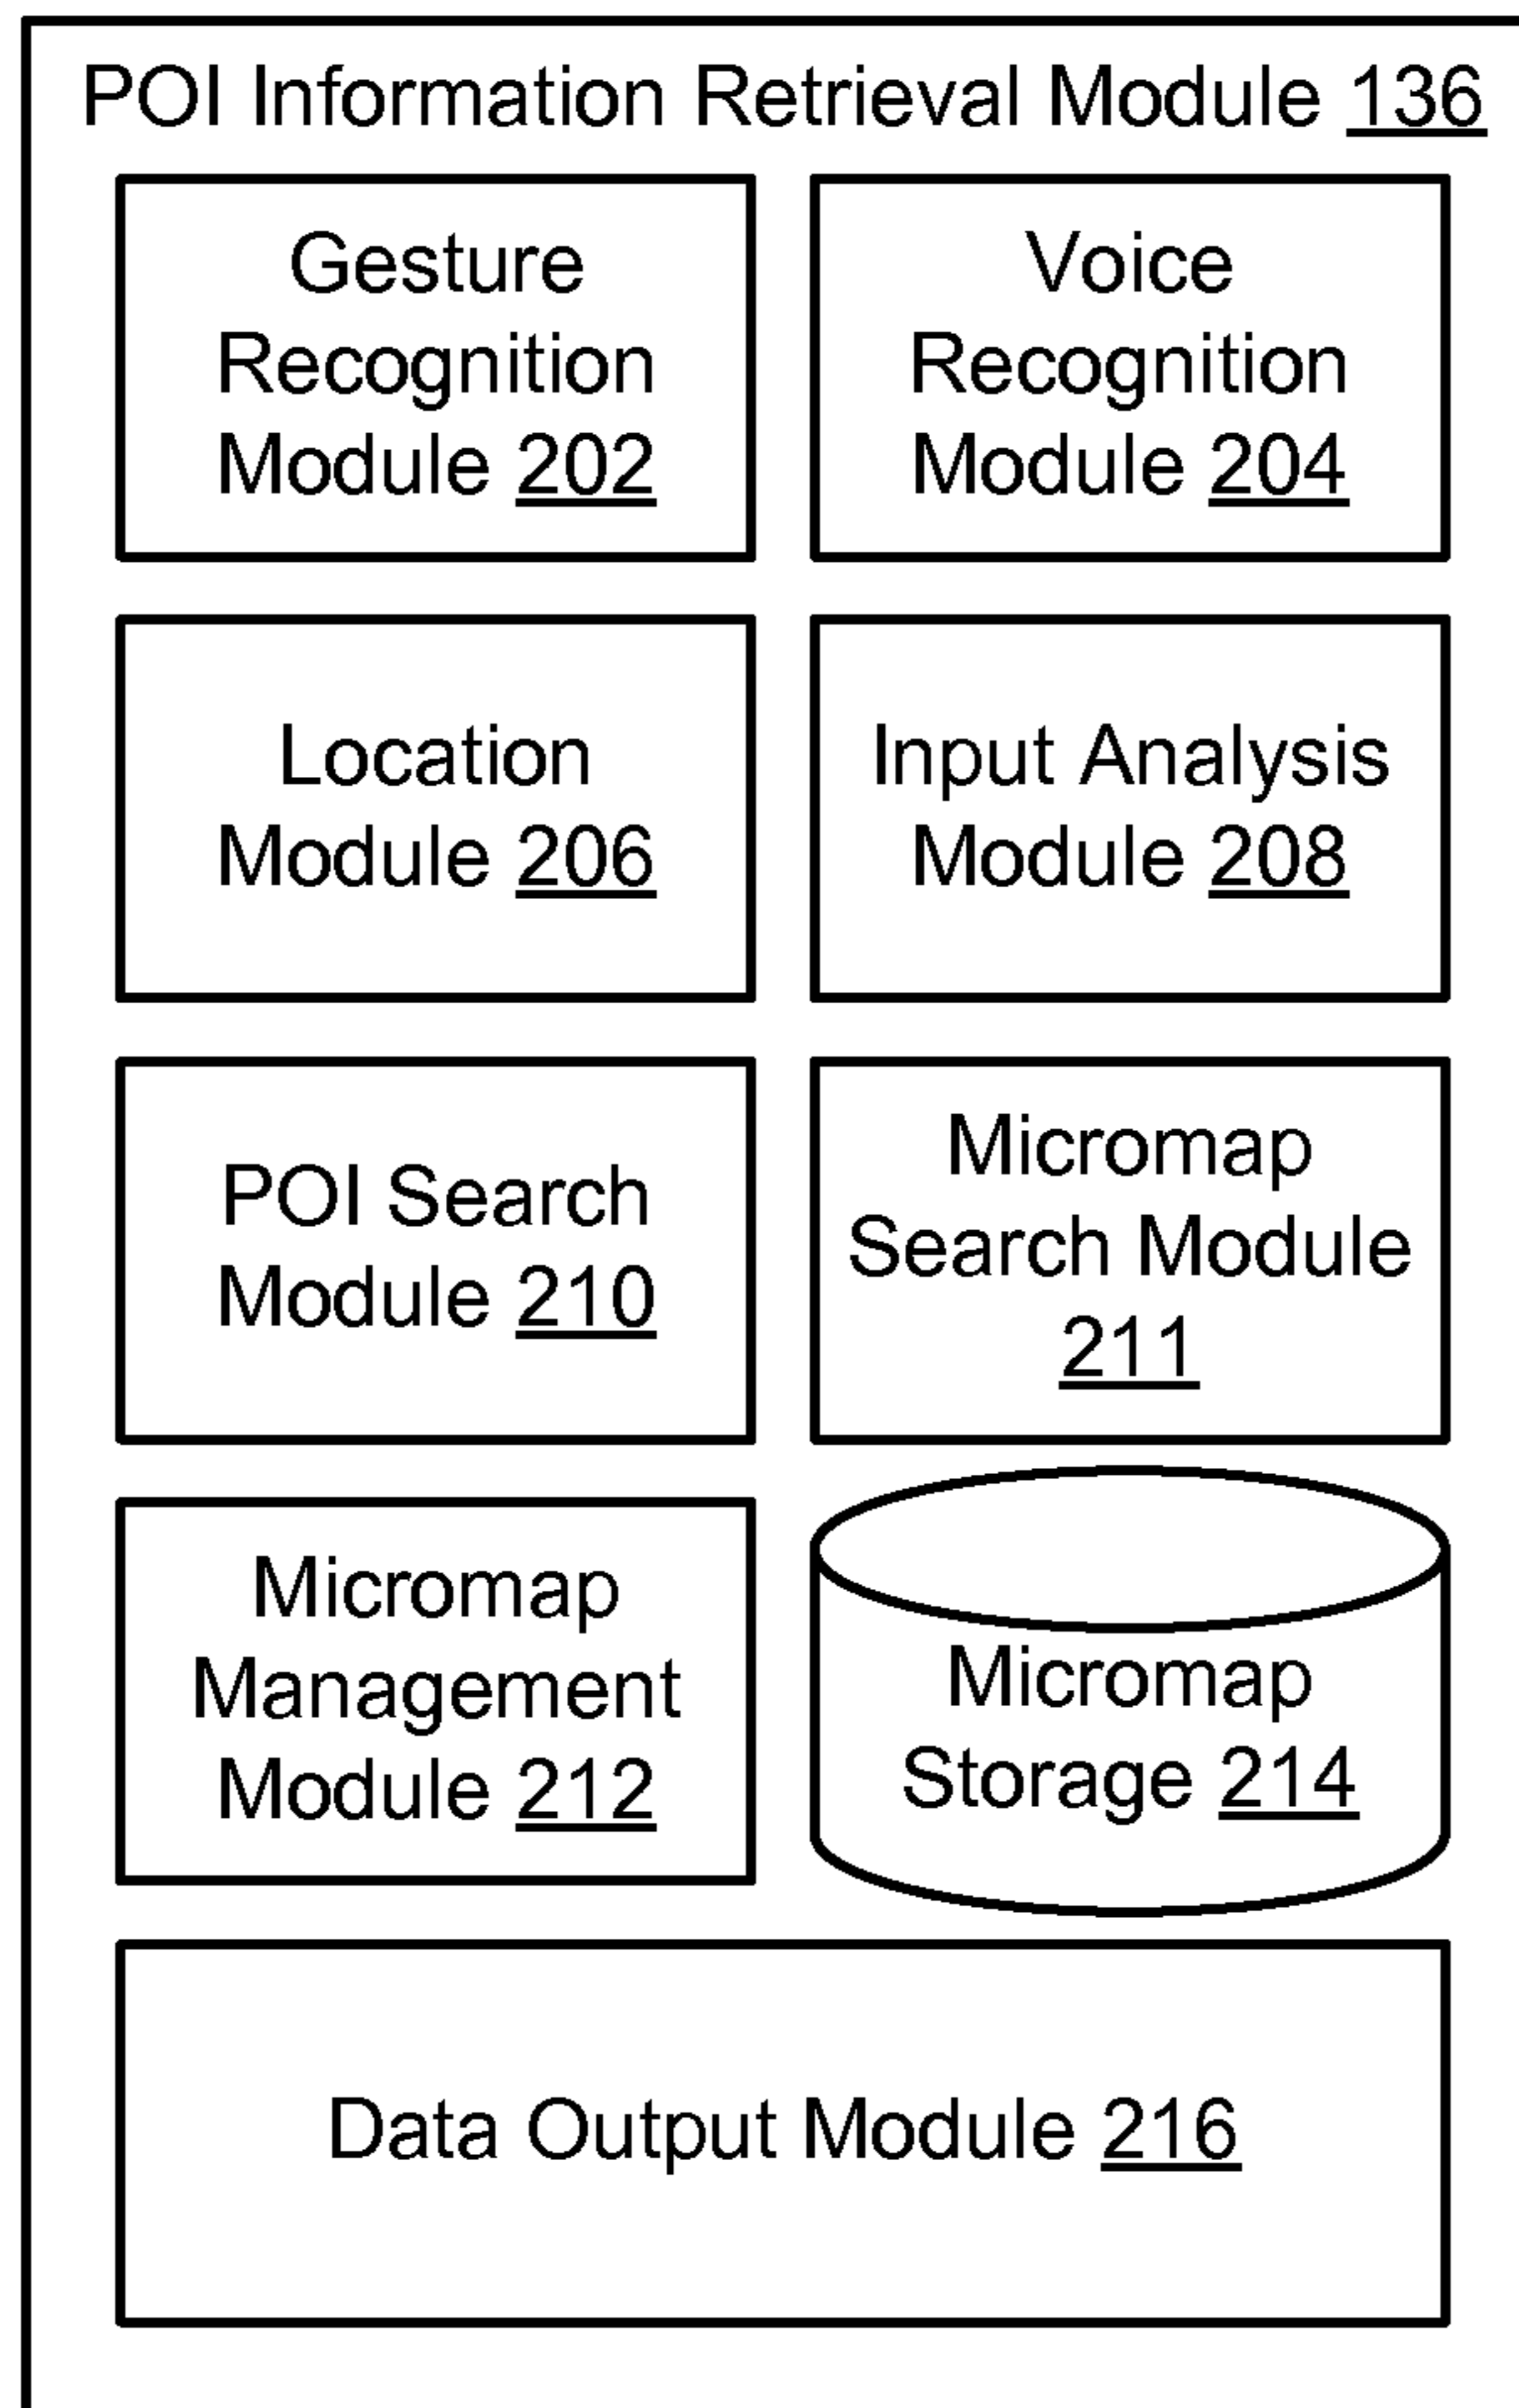 POI Information Retrieval Module 136
Gesture
Recognition
Module 202
Voice
Recognition
Module 204
Location
Module 206
Input Analysis
Module 208
POI Search
Module 210
Micromap
Search Module
211
Micromap
Management
Module 212
Micromap
Storage 214
Data Output Module 216